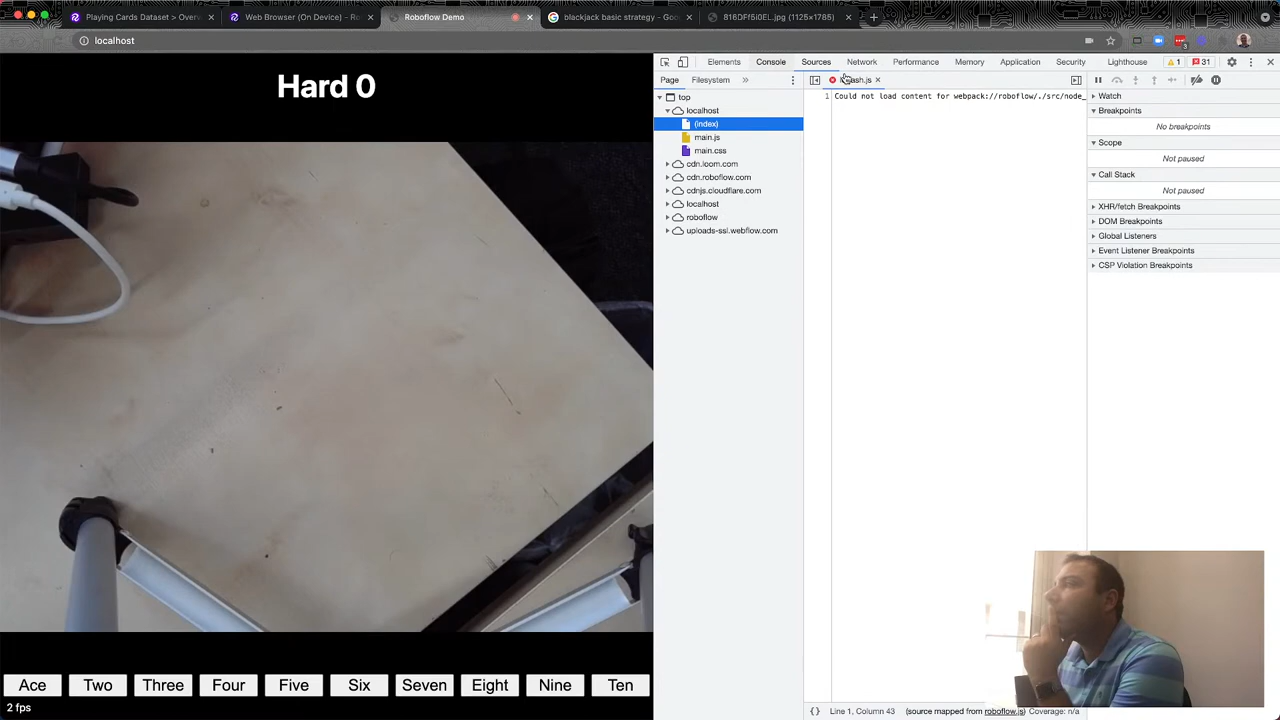 Playing Cards Dataset > Over
Web Browser (On Device) - Ro
Roboflow Demo
blackjack basic strategy - Goo
816DF5i0EL.jpg (1125×1785)
localhost
Elements Console Sources Network Performance Memory Application Security Lighthouse 1 31
Page Filesystem »
top
localhost
(index)
main.js
main.css
cdn.loom.com
cdn.roboflow.com
cdnjs.cloudflare.com
localhost
roboflow
uploads-ssl.webflow.com
1 Could not load content for webpack://roboflow/./src/node_
Watch
Breakpoints
No breakpoints
Scope
Not paused
Call Stack
Not paused
XHR/fetch Breakpoints
DOM Breakpoints
Global Listeners
Event Listener Breakpoints
CSP Violation Breakpoints
Hard 0
Ace Two Three Four Five Six Seven Eight Nine Ten
2 fps
{} Line 1, Column 43 (source mapped from roboflow.js) Coverage: n/a